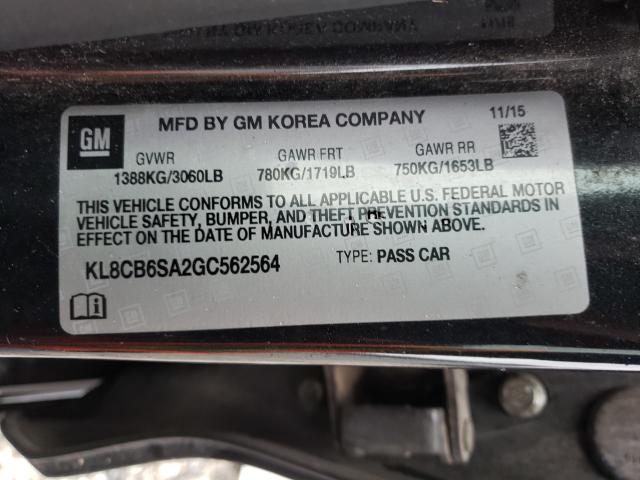 GM
MFD BY GM KOREA COMPANY
11/15
GVWR GAWR FRT GAWR RR
1388KG/3060LB 780KG/1719LB 750KG/1653LB
THIS VEHICLE CONFORMS TO ALL APPLICABLE U.S. FEDERAL MOTOR
VEHICLE SAFETY, BUMPER, AND THEFT PREVENTION STANDARDS IN
EFFECT ON THE DATE OF MANUFACTURE SHOWN ABOVE.
KL8CB6SA2GC562564 TYPE: PASS CAR